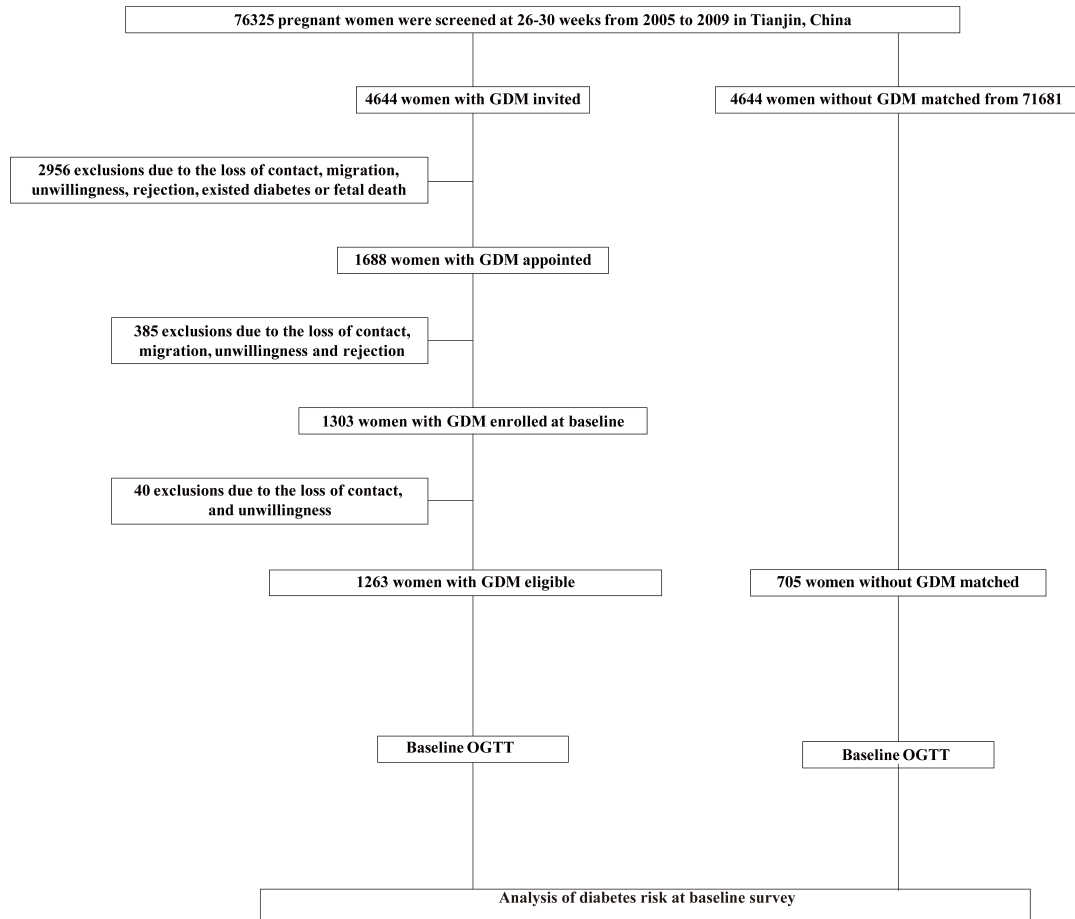 76325 pregnant women were screened at 26-30 weeks from 2005 to 2009 in Tianjin, China
4644 women with GDM invited
4644 women without GDM matched from 71681
2956 exclusions due to the loss of contact, migration,
unwillingness, rejection, existed diabetes or fetal death
1688 women with GDM appointed
385 exclusions due to the loss of contact,
migration, unwillingness and rejection
1303 women with GDM enrolled at baseline
40 exclusions due to the loss of contact,
and unwillingness
1263 women with GDM eligible
705 women without GDM matched
Baseline OGTT
Baseline OGTT
Analysis of diabetes risk at baseline survey